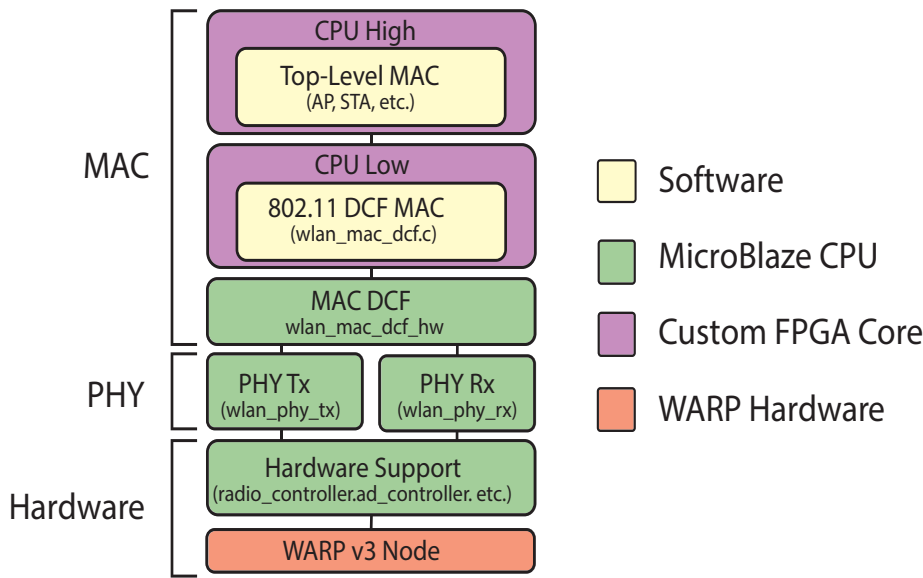 CPU High
Top-Level MAC
(AP, STA, etc.)
MAC
CPU Low
802.11 DCF MAC
(wlan_mac_dcf.c)
MAC DCF
wlan_mac_dcf_hw
PHY
PHY Tx
(wlan_phy_tx)
PHY Rx
(wlan_phy_rx)
Hardware
Hardware Support
(radio_controller.ad_controller. etc.)
WARP v3 Node
Software
MicroBlaze CPU
Custom FPGA Core
WARP Hardware